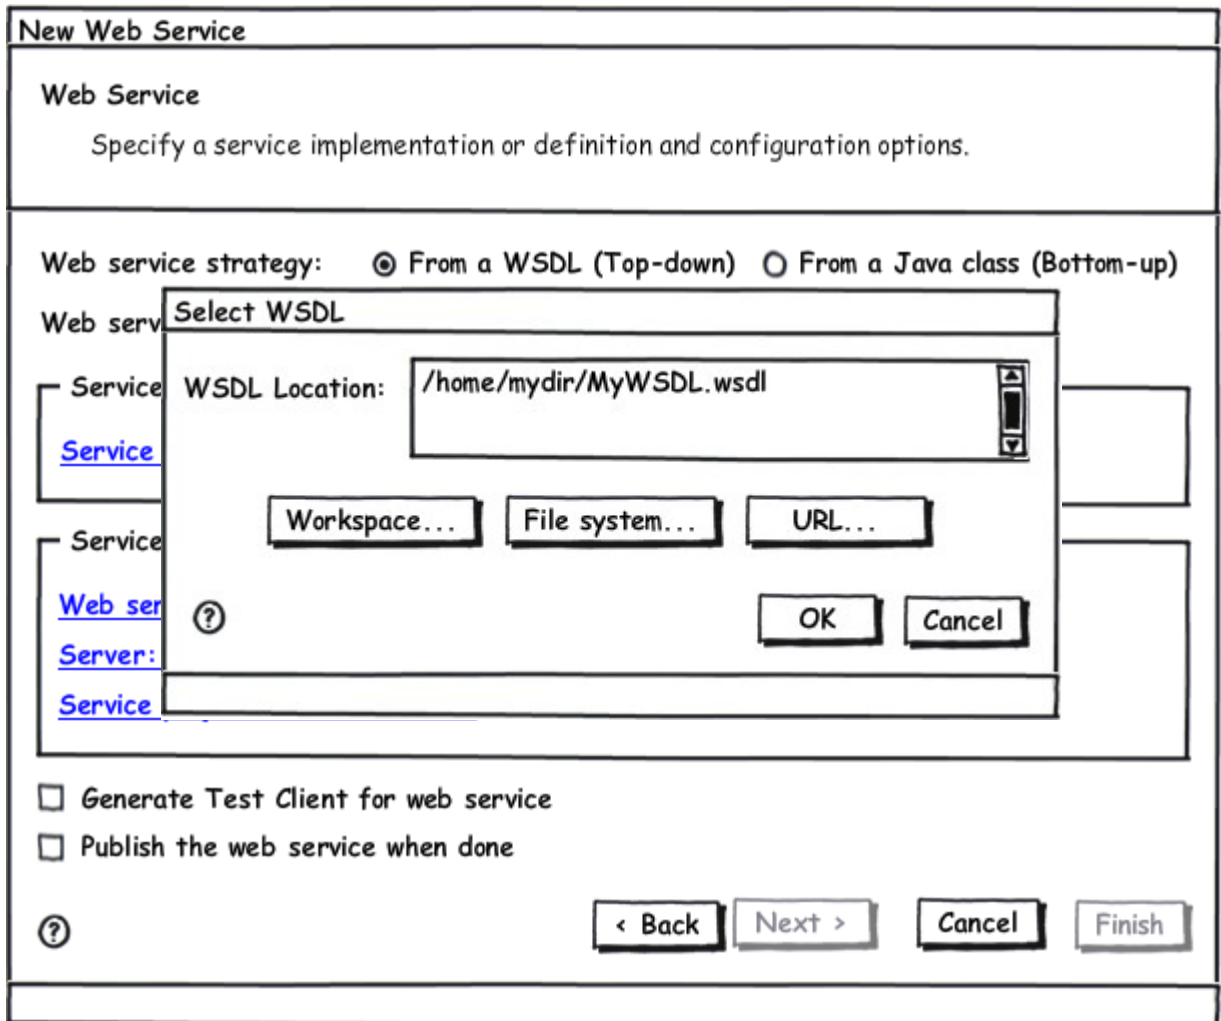 New Web Service
Web Service
Specify a service implementation or definition and configuration options.
Web service strategy: From a WSDL (Top-down) From a Java class (Bottom-up)
Web serv
Select WSDL
Service
WSDL Location: /home/mydir/MyWSDL.wsdl
Service
Workspace... File system... URL...
Service
Web ser
? OK Cancel
Server:
Service
Generate Test Client for web service
Publish the web service when done
? < Back Next > Cancel Finish